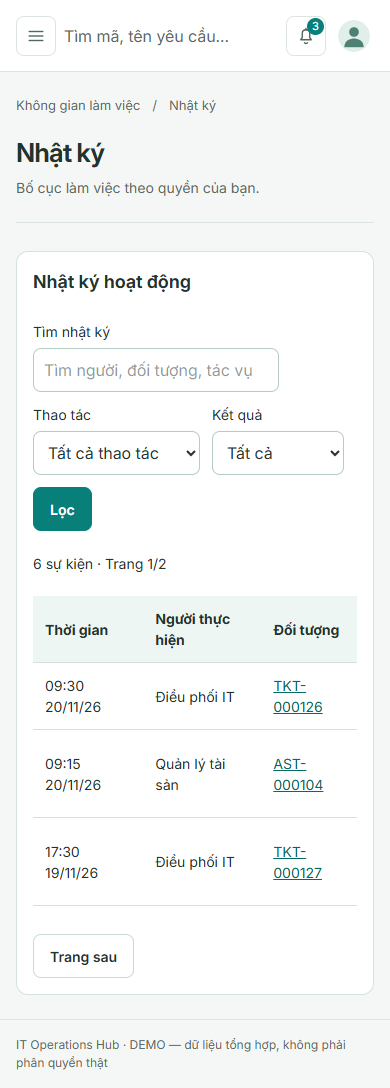 Tìm mã, tên yêu cầu...
3
Không gian làm việc / Nhật ký
Nhật ký
Bố cục làm việc theo quyền của bạn.
Nhật ký hoạt động
Tìm nhật ký
Tìm người, đối tượng, tác vụ
Thao tác
Kết quả
Tất cả thao tác
Tất cả
Lọc
6 sự kiện · Trang 1/2
Thời gian
Người thực
hiện
Đối tượng
09:30
20/11/26
Điều phối IT
TKT-
000126
09:15
20/11/26
Quản lý tài
sản
AST-
000104
17:30
19/11/26
Điều phối IT
TKT-
000127
Trang sau
IT Operations Hub · DEMO — dữ liệu tổng hợp, không phải
phân quyền thật